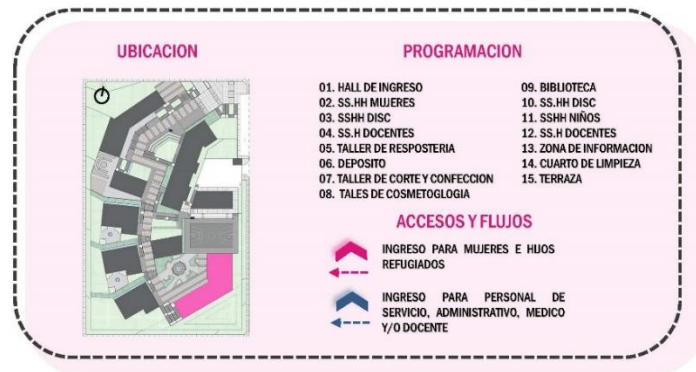 UBICACION
PROGRAMACION
01. HALL DE INGRESO
02. SS.HH MUJERES
03. SSHH DISC
04. SS.H DOCENTES
05. TALLER DE RESPOSTERIA
06. DEPOSITO
07. TALLER DE CORTE Y CONFECCION
08. TALES DE COSMETOGLOGIA
09. BIBLIOTECA
10. SS.HH DISC
11. SSHH NIÑOS
12. SS.H DOCENTES
13. ZONA DE INFORMACION
14. CUARTO DE LIMPIEZA
15. TERRAZA
ACCESOS Y FLUJOS
INGRESO PARA MUJERES E HIJOS
REFUGIADOS
INGRESO PARA PERSONAL DE
SERVICIO, ADMINISTRATIVO, MEDICO
Y/O DOCENTE